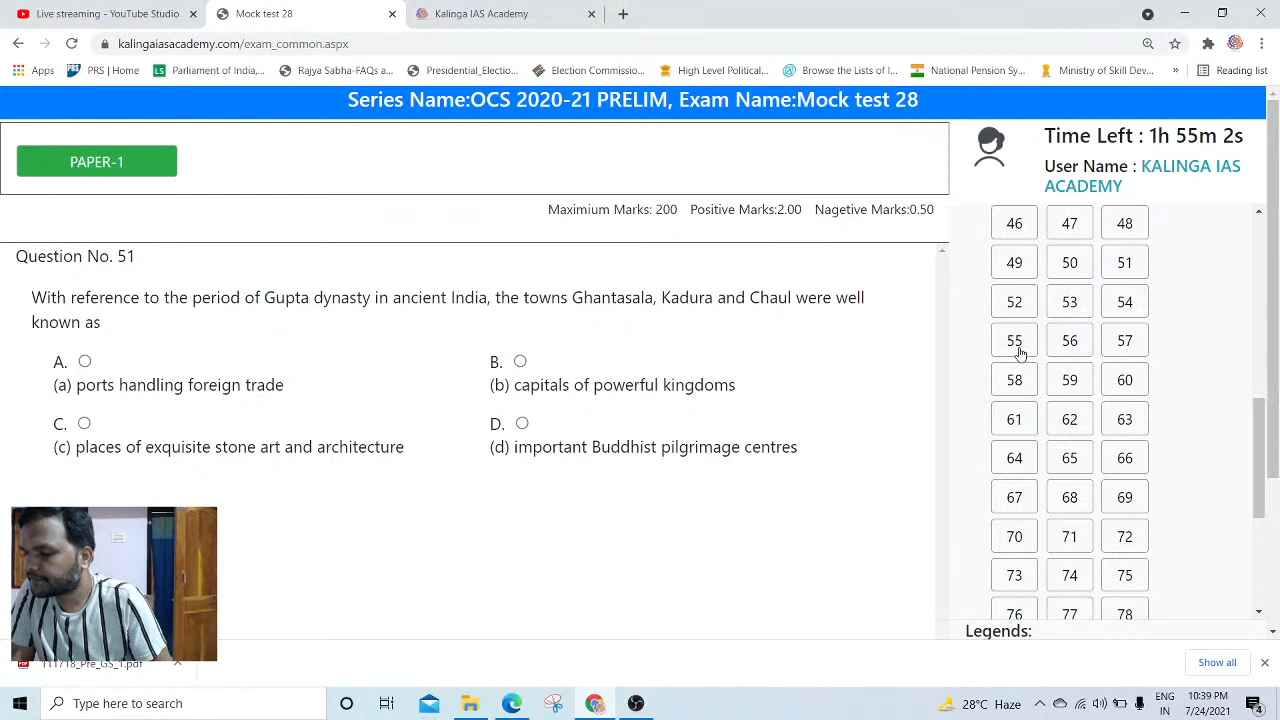 Live streaming - YouTube Studio
Mock test 28
Kalinga IAS Academy
kalingaiasacademy.com/exam_common.aspx
Apps
PRS | Home
Parliament of India,...
Rajya Sabha-FAQs a...
Presidential_Electio...
Election Commissio...
High Level Political...
Browse the Lists of I...
National Pension Sy...
Ministry of Skill Dev...
Reading list
Series Name:OCS 2020-21 PRELIM, Exam Name:Mock test 28
PAPER-1
Time Left : 1h 55m 2s
User Name : KALINGA IAS
ACADEMY
Maximium Marks: 200 Positive Marks:2.00 Nagetive Marks:0.50
Question No. 51
With reference to the period of Gupta dynasty in ancient India, the towns Ghantasala, Kadura and Chaul were well
known as
A.
(a) ports handling foreign trade
B.
(b) capitals of powerful kingdoms
C.
(c) places of exquisite stone art and architecture
D.
(d) important Buddhist pilgrimage centres
46 47 48
49 50 51
52 53 54
55 56 57
58 59 60
61 62 63
64 65 66
67 68 69
70 71 72
73 74 75
76 77 78
Legends:
111718_Pre_GS_1.pdf
Show all
Type here to search
28°C Haze
ENG
IN
10:39 PM
7/24/2021
4